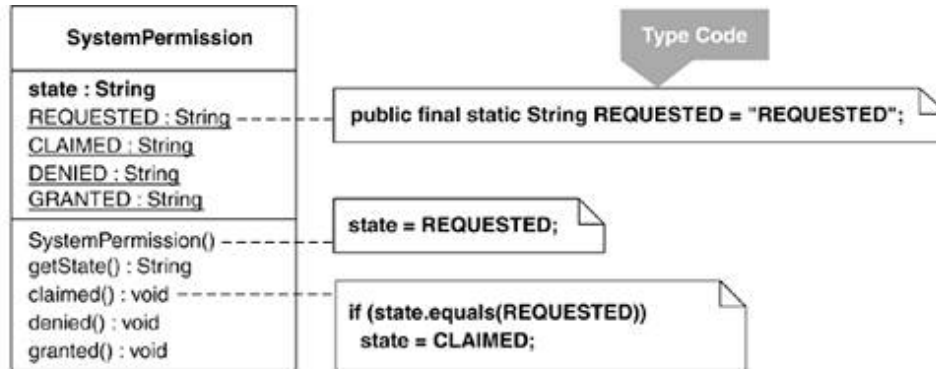 SystemPermission
Type Code
state : String
REQUESTED : String
public final static String REQUESTED = "REQUESTED";
CLAIMED : String
DENIED : String
GRANTED : String
SystemPermission()
state = REQUESTED;
getState() : String
claimed() : void
denied() : void
granted() : void
if (state.equals(REQUESTED))
state = CLAIMED;